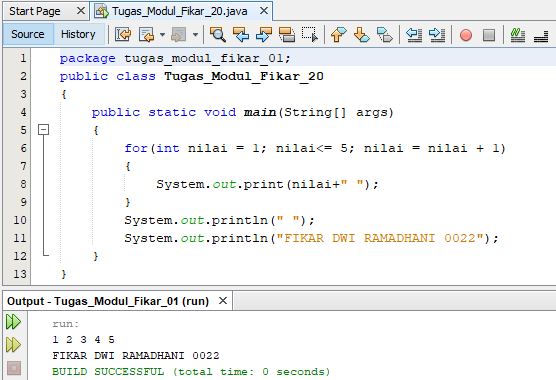 Start Page Tugas_Modul_Fikar_20.java
Source History
1 package tugas_modul_fikar_01;
2 public class Tugas_Modul_Fikar_20
3 {
4 public static void main(String[] args)
5 {
6 for(int nilai = 1; nilai<= 5; nilai = nilai + 1)
7 {
8 System.out.print(nilai+" ");
9 }
10 System.out.println(" ");
11 System.out.println("FIKAR DWI RAMADHANI 0022");
12 }
13 }
Output - Tugas_Modul_Fikar_01 (run)
run:
1 2 3 4 5
FIKAR DWI RAMADHANI 0022
BUILD SUCCESSFUL (total time: 0 seconds)